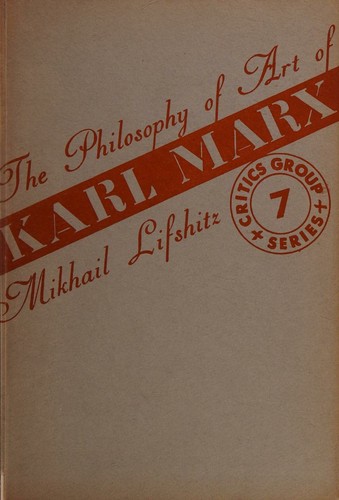 The Philosophy of Art of
KARL MARX
Mikhail Lifshitz
CRITICS GROUP
7
+ SERIES +